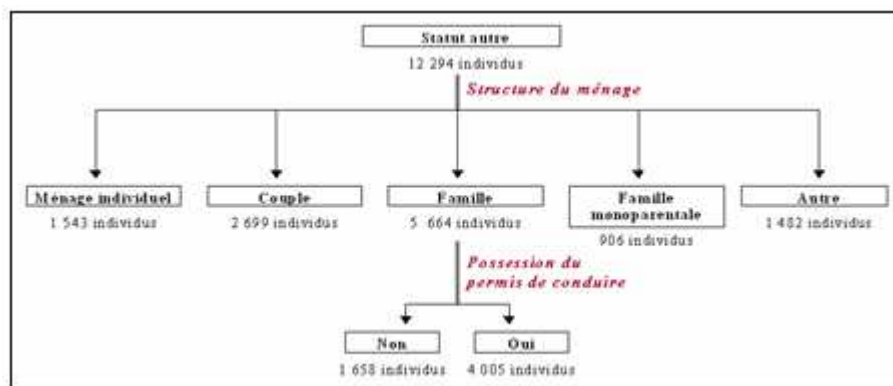 Statut autre
12 294 individus
Structure du ménage
Ménage individuel
1 543 individus
Couple
2 699 individus
Famille
5 664 individus
Famille
monoparentale
906 individus
Autre
1 482 individus
Possession du
permis de conduire
Non
1 658 individus
Oui
4 005 individus